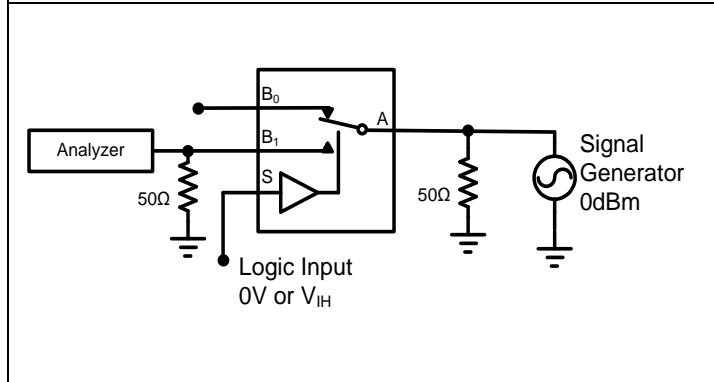 B₀
A
Analyzer
B₁
S
50Ω
50Ω
Signal
Generator
0dBm
Logic Input
0V or VIH